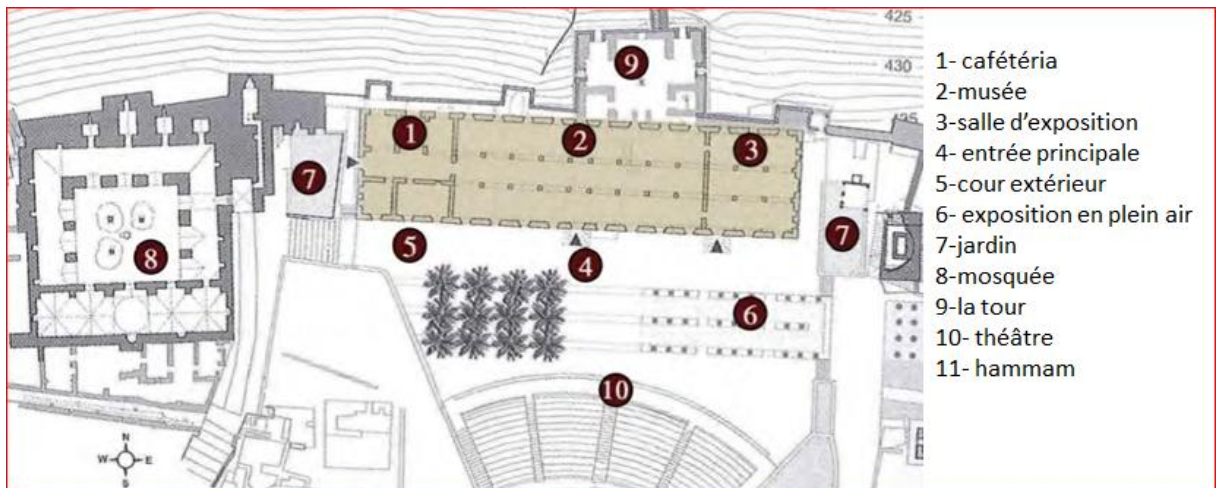 425
430
425
9
1
2
3
7
7
8
5
4
6
10
N
W E
S
1- cafétéria
2-musée
3-salle d'exposition
4- entrée principale
5-cour extérieur
6- exposition en plein air
7-jardin
8-mosquée
9-la tour
10- théâtre
11- hammam